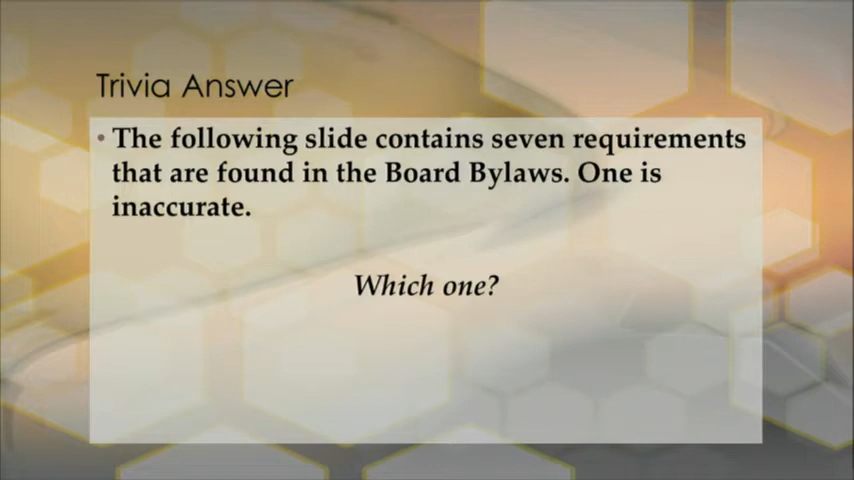 Trivia Answer
• The following slide contains seven requirements
that are found in the Board Bylaws. One is
inaccurate.
Which one?